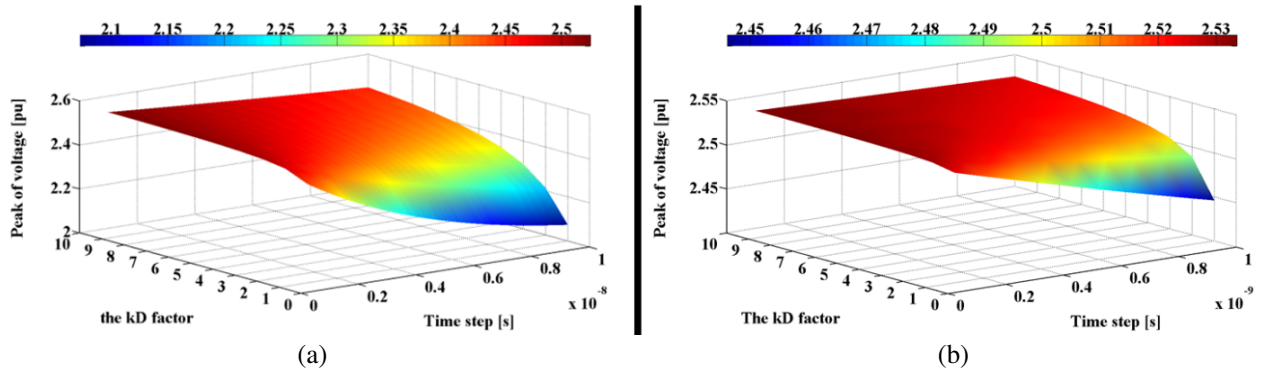 2.1 2.15 2.2 2.25 2.3 2.35 2.4 2.45 2.5
2.6
2.4
2.2
2
Peak of voltage [pu]
10 9 8 7 6 5 4 3 2 1 0
the kD factor
0 0.2 0.4 0.6 0.8 1
x 10 -8
Time step [s]
(a)
2.45 2.46 2.47 2.48 2.49 2.5 2.51 2.52 2.53
2.55
2.5
2.45
Peak of voltage [pu]
10 9 8 7 6 5 4 3 2 1 0
The kD factor
0 0.2 0.4 0.6 0.8 1
x 10 -9
Time step [s]
(b)